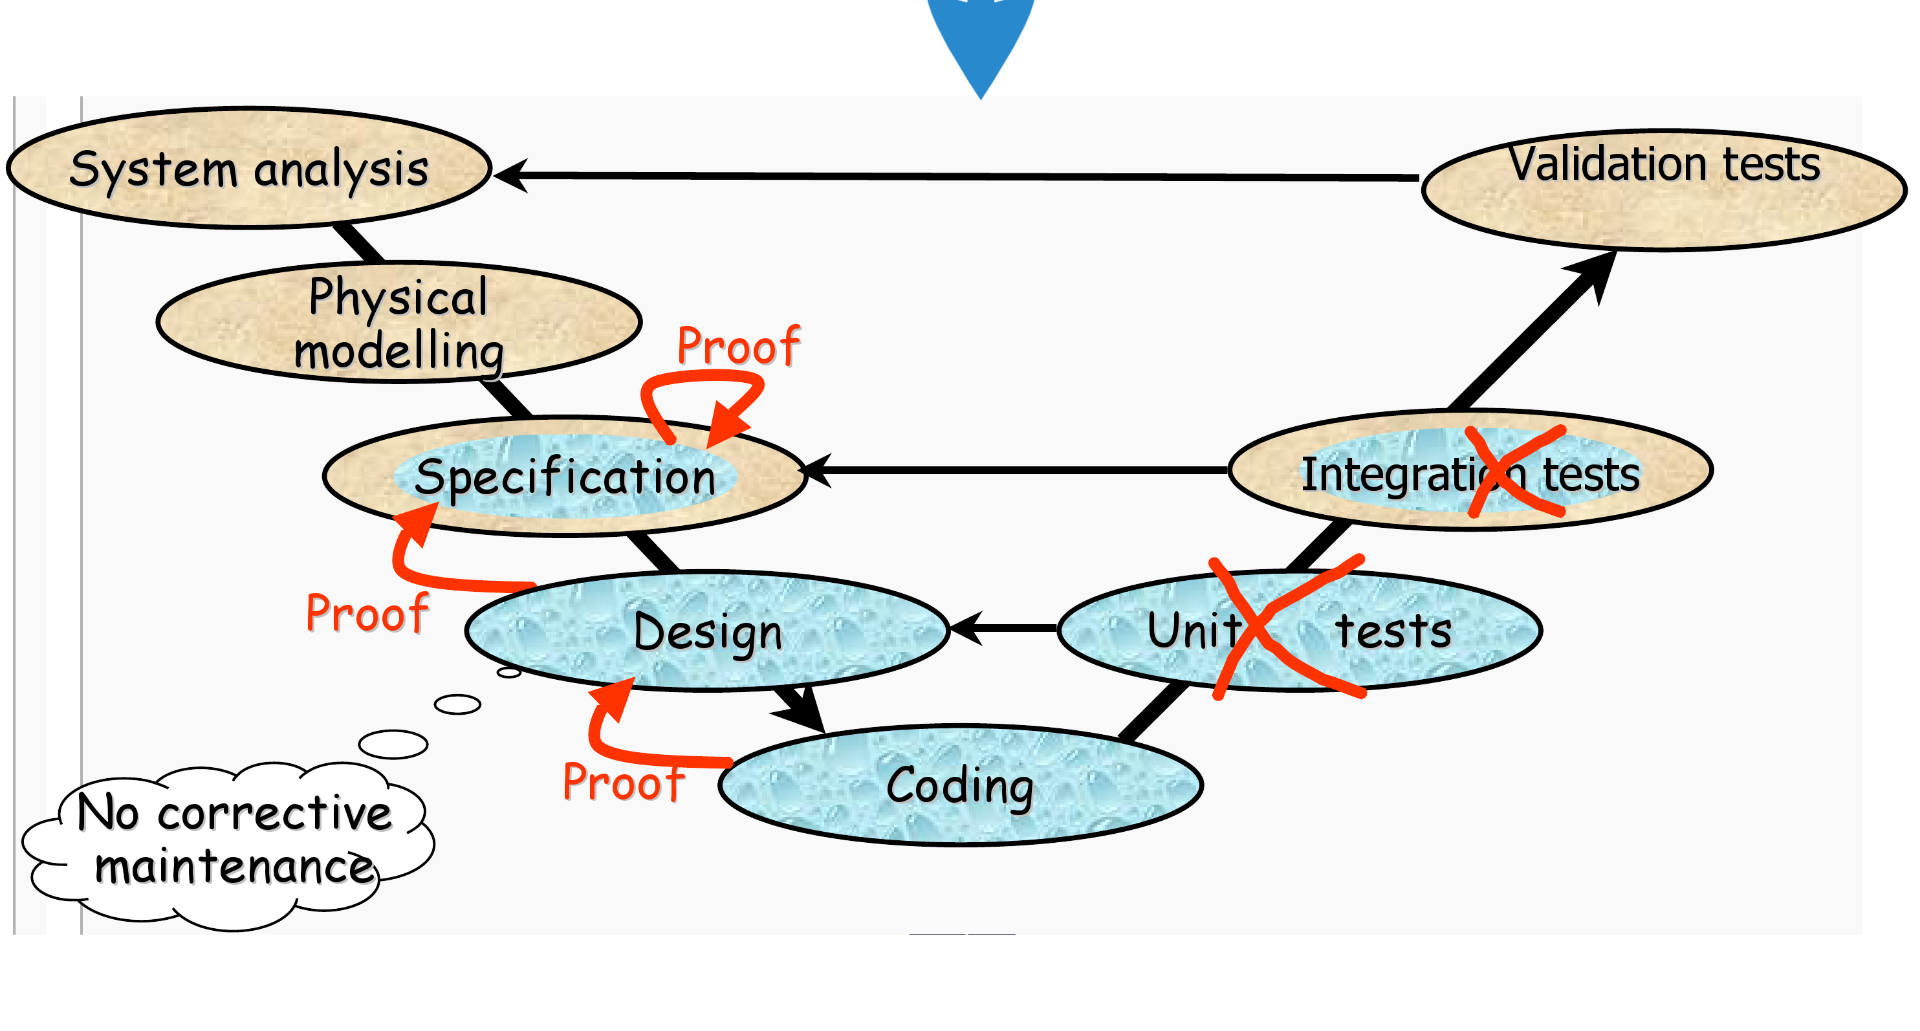 System analysis
Validation tests
Physical
modelling
Proof
Specification
Integration tests
Proof
Design
Unit tests
Proof
Coding
No corrective
maintenance